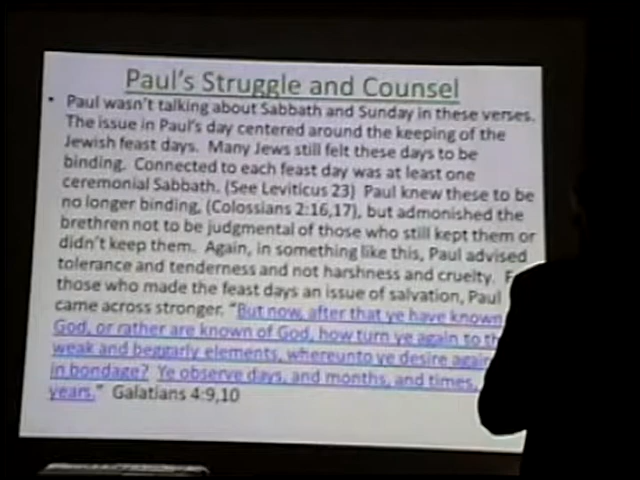 Paul's Struggle and Counsel
• Paul wasn't talking about Sabbath and Sunday in these verses.
The issue in Paul's day centered around the keeping of the
Jewish feast days. Many Jews still felt these days to be
binding. Connected to each feast day was at least one
ceremonial Sabbath. (See Leviticus 23) Paul knew these to be
no longer binding, (Colossians 2:16,17), but admonished the
brethren not to be judgmental of those who still kept them or
didn't keep them. Again, in something like this, Paul advised
tolerance and tenderness and not harshness and cruelty.
those who made the feast days an issue of salvation, Paul
came across stronger. "But now, after that ye have known
God, or rather are known of God, how turn ye again to
weak and beggarly elements, whereunto ye desire
in bondage? Ye observe days, and months, and times,
years." Galatians 4:9,10